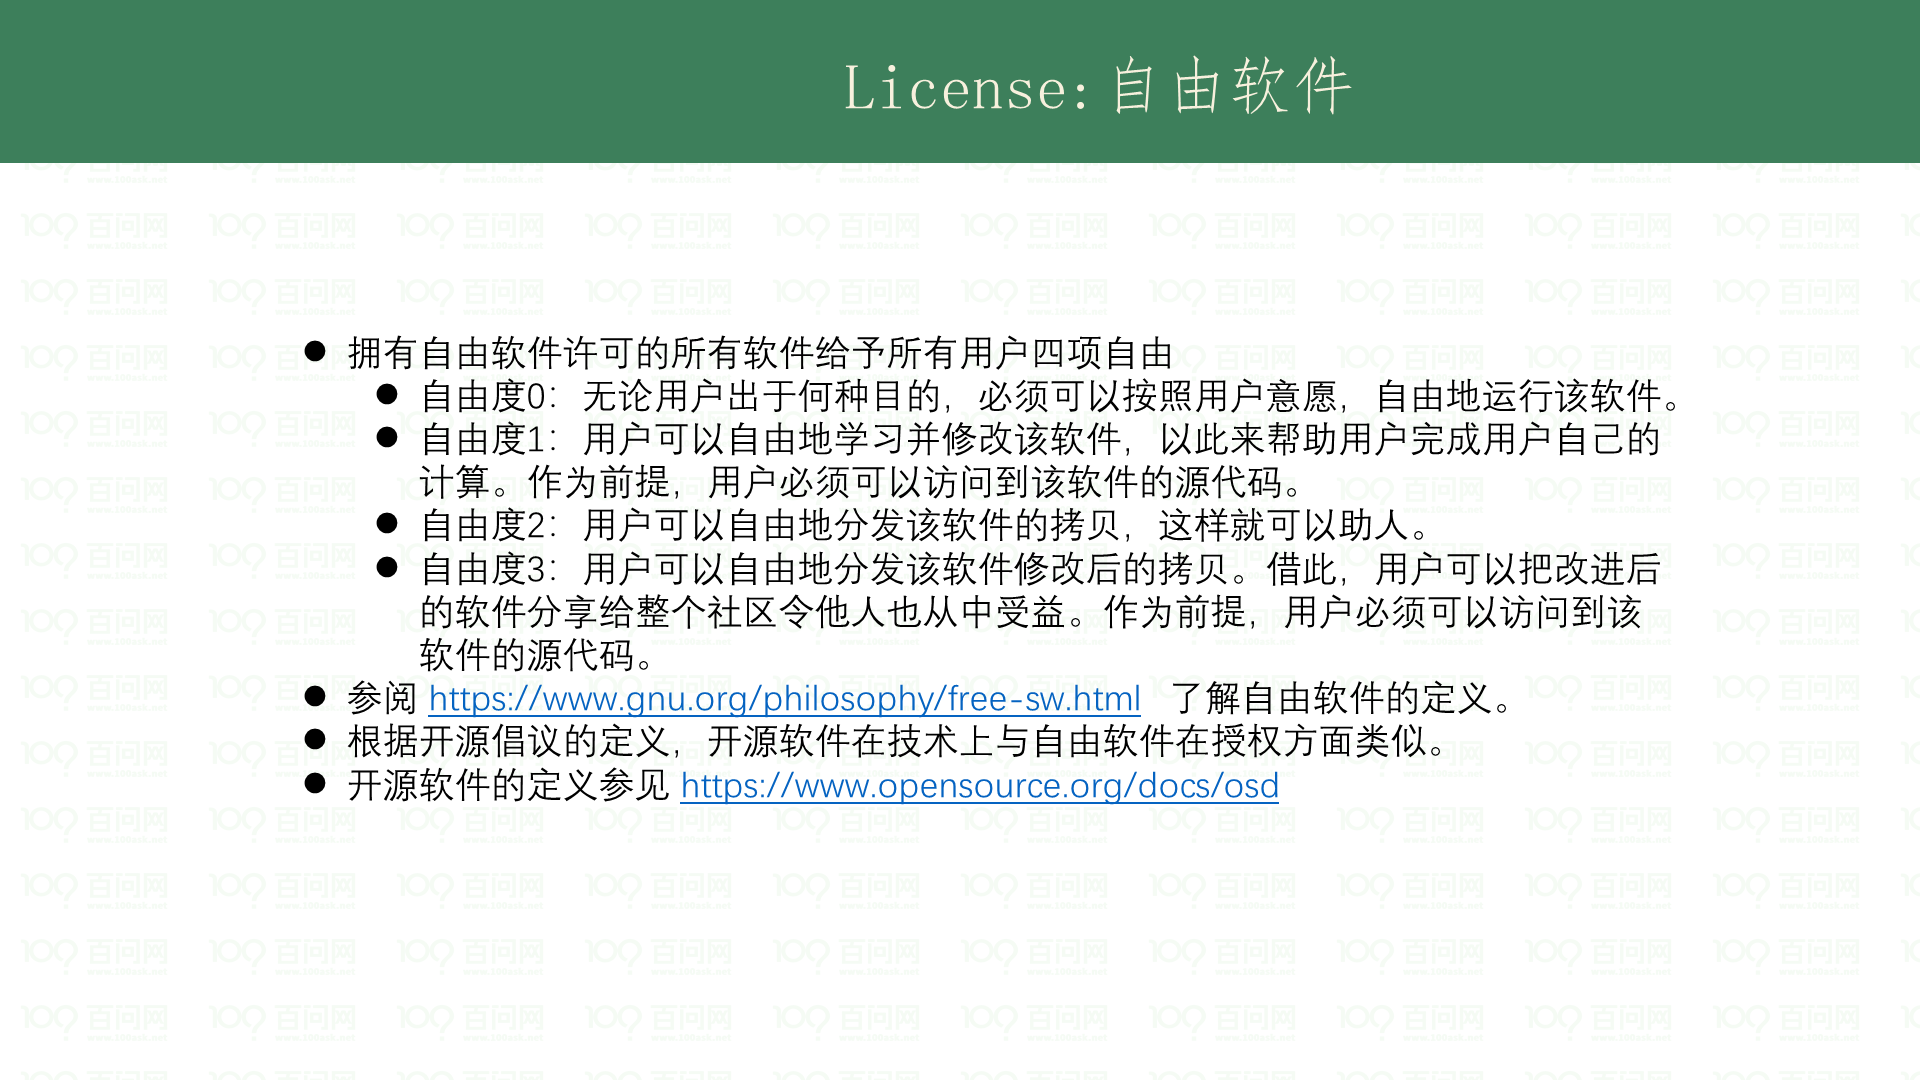 License:自由软件
● 拥有自由软件许可的所有软件给予所有用户四项自由
● 自由度0：无论用户出于何种目的，必须可以按照用户意愿，自由地运行该软件。
● 自由度1：用户可以自由地学习并修改该软件，以此来帮助用户完成用户自己的
计算。作为前提，用户必须可以访问到该软件的源代码。
● 自由度2：用户可以自由地分发该软件的拷贝，这样就可以助人。
● 自由度3：用户可以自由地分发该软件修改后的拷贝。借此，用户可以把改进后
的软件分享给整个社区令他人也从中受益。作为前提，用户必须可以访问到该
软件的源代码。
● 参阅 https://www.gnu.org/philosophy/free-sw.html 了解自由软件的定义。
● 根据开源倡议的定义，开源软件在技术上与自由软件在授权方面类似。
● 开源软件的定义参见 https://www.opensource.org/docs/osd
百问网
www.100ask.net